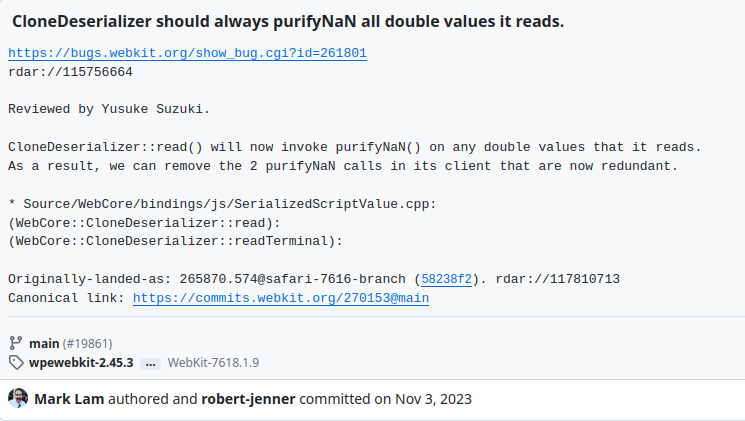 CloneDeserializer should always purifyNaN all double values it reads.
https://bugs.webkit.org/show_bug.cgi?id=261801
rdar://115756664
Reviewed by Yusuke Suzuki.
CloneDeserializer::read() will now invoke purifyNaN() on any double values that it reads.
As a result, we can remove the 2 purifyNaN calls in its client that are now redundant.
* Source/WebCore/bindings/js/SerializedScriptValue.cpp:
(WebCore::CloneDeserializer::read):
(WebCore::CloneDeserializer::readTerminal):
Originally-landed-as: 265870.574@safari-7616-branch (58238f2). rdar://117810713
Canonical link: https://commits.webkit.org/270153@main
main (#19861)
wpewebkit-2.45.3 ... WebKit-7618.1.9
Mark Lam authored and robert-jenner committed on Nov 3, 2023